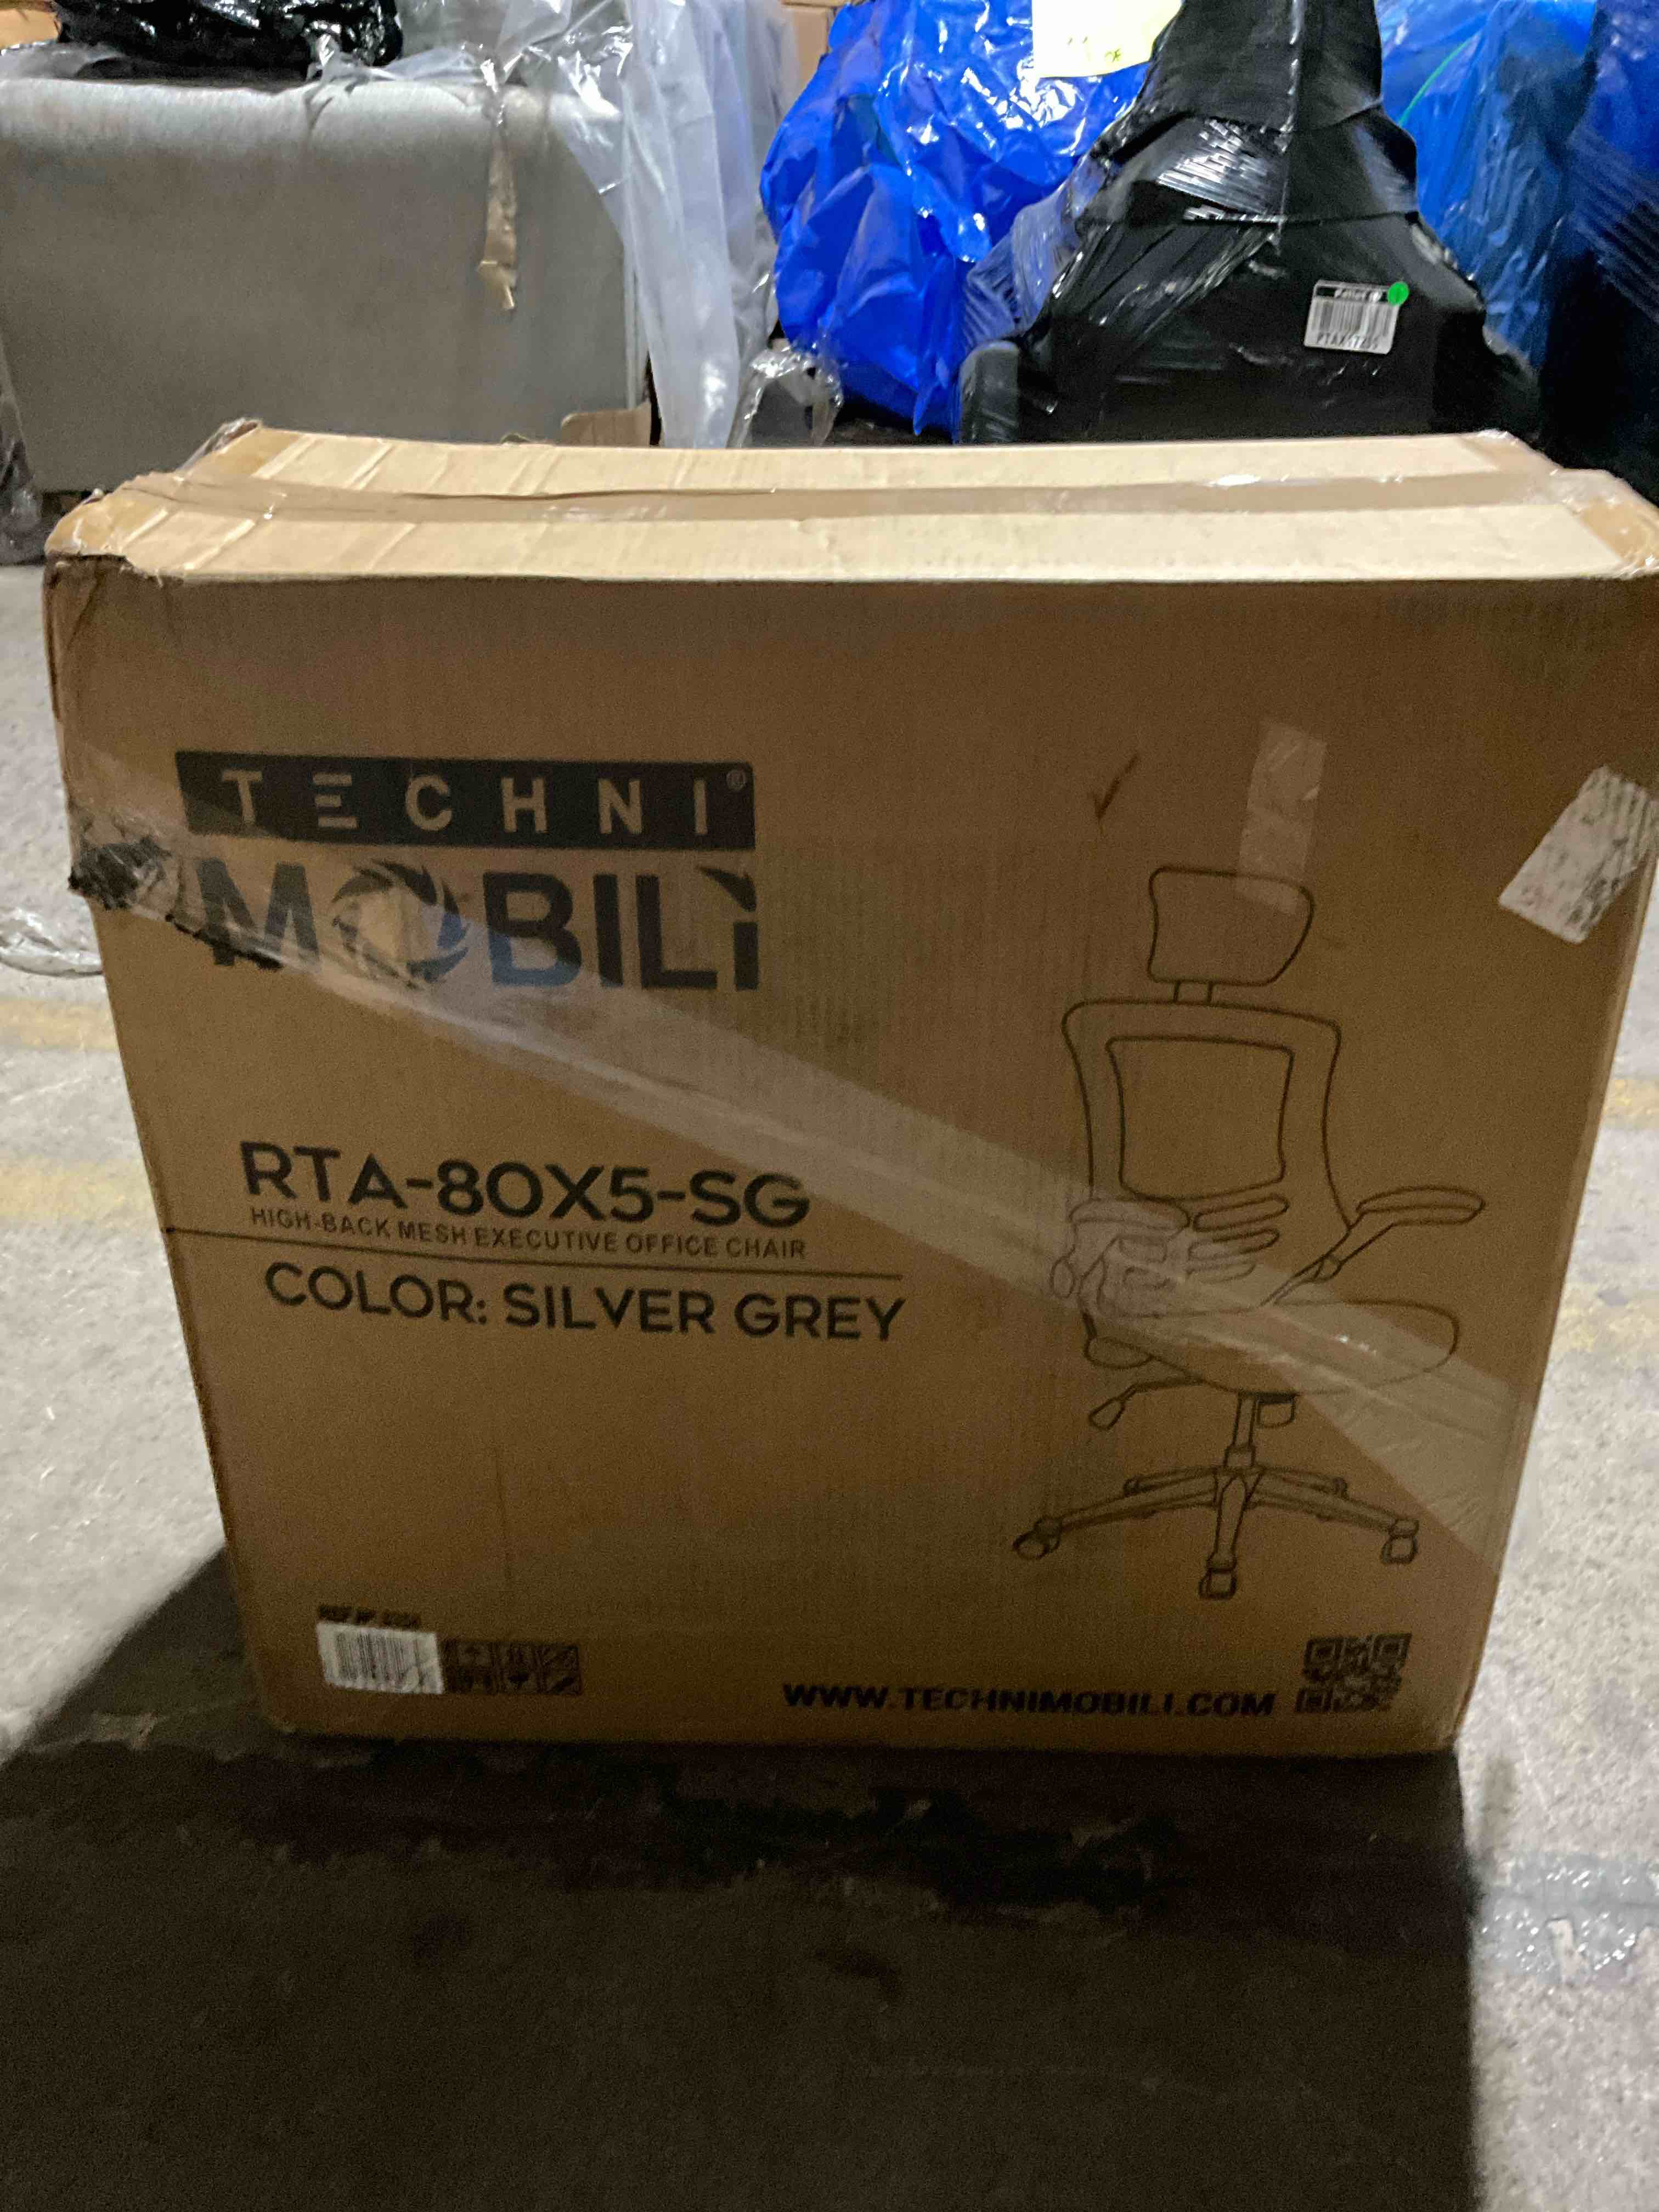 TECHNI®
MOBILI
RTA-80X5-SG
HIGH-BACK MESH EXECUTIVE OFFICE CHAIR
COLOR: SILVER GREY
WWW.TECHNIMOBILI.COM